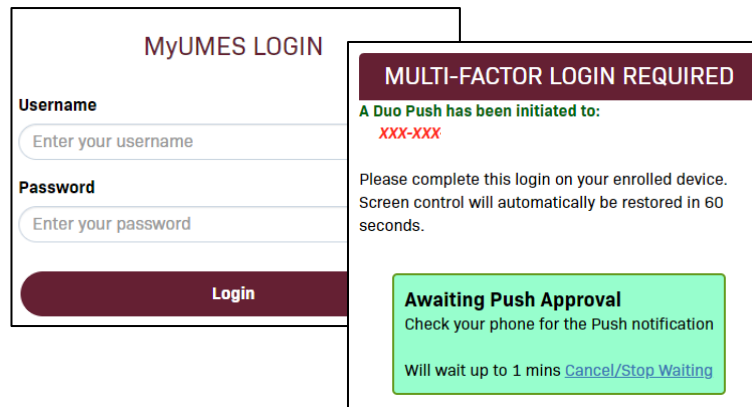 MyUMES LOGIN
Username
Enter your username
Password
Enter your password
Login
MULTI-FACTOR LOGIN REQUIRED
A Duo Push has been initiated to:
XXX-XXX
Please complete this login on your enrolled device.
Screen control will automatically be restored in 60
seconds.
Awaiting Push Approval
Check your phone for the Push notification
Will wait up to 1 mins Cancel/Stop Waiting